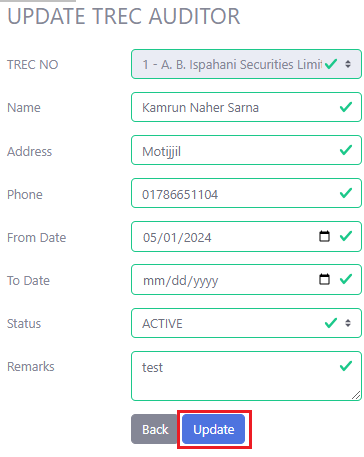 UPDATE TREC AUDITOR
TREC NO 1 - A. B. Ispahani Securities Limit
Name Kamrun Naher Sarna
Address Motijjil
Phone 01786651104
From Date 05/01/2024
To Date mm/dd/yyyy
Status ACTIVE
Remarks test
Back Update